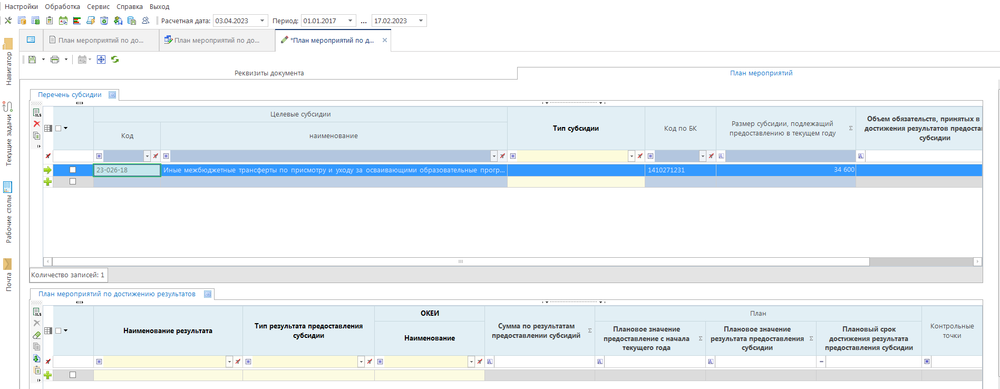 Настройки Обработка Сервис Справка Выход
Расчетная дата: 03.04.2023 Период: 01.01.2017 ... 17.02.2023
План мероприятий по до... План мероприятий по до... *План мероприятий по д...
Навигатор
Текущие задачи
Рабочие столы
Почта
Реквизиты документа План мероприятий
Перечень субсидии
XLS
Целевые субсидии
Код наименование
Тип субсидии
Код по БК
Размер субсидии, подлежащий
предоставлению в текущем году
Σ
Объем обязательств, принятых в
достижения результатов предоста
субсидии
23-026-18 Иные межбюджетные трансферты по присмотру и уходу за осваивающими образовательные прогр... 1410271231 34 600
Количество записей: 1
План мероприятий по достижению результатов
XLS
Наименование результата
Тип результата предоставления
субсидии
ОКЕИ
Наименование
Сумма по результатам
предоставлении субсидий
Σ
План
Плановое значение
предоставление с начала
текущего года
Σ
Плановое значение
результата предоставления
субсидии
Σ
Плановый срок
достижения результата
предоставления субсидии
Контрольные
точки